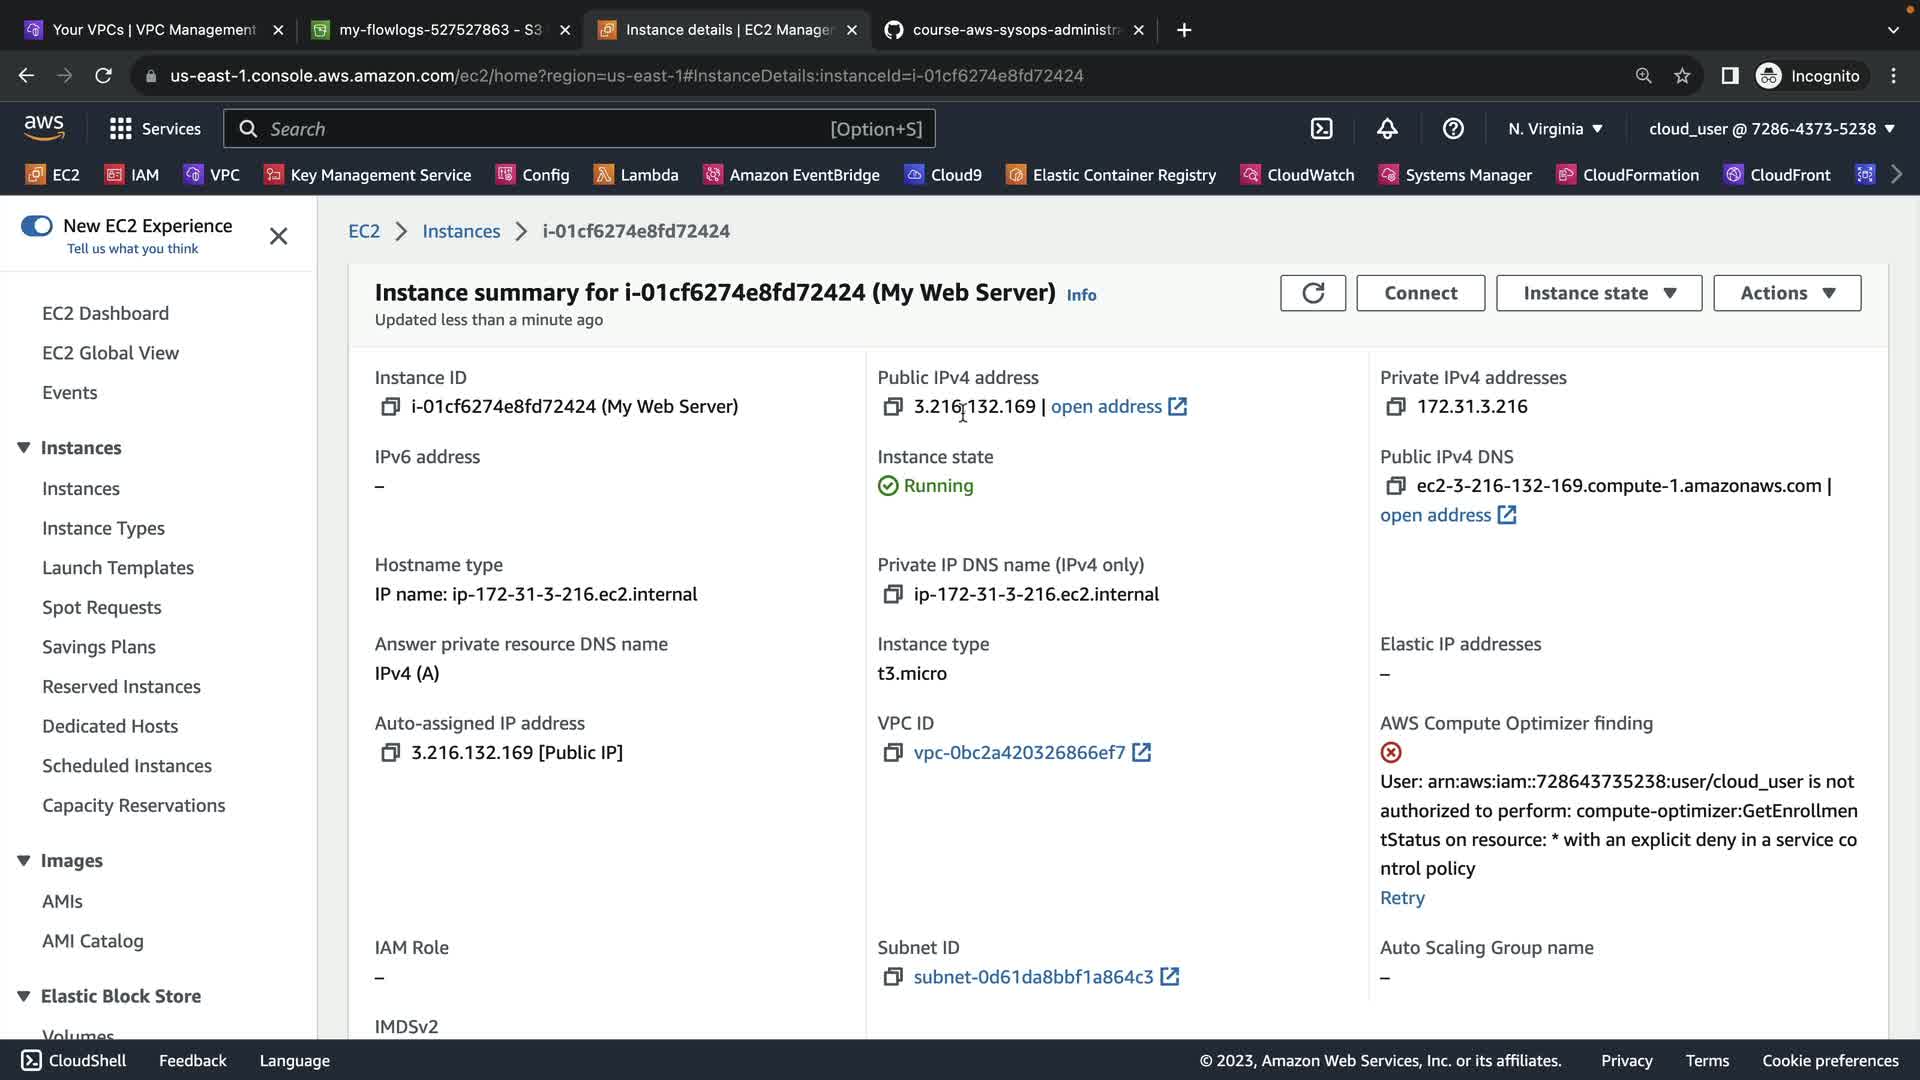 Your VPCs | VPC Management
my-flowlogs-527527863 - S3
Instance details | EC2 Manager
course-aws-sysops-administra
us-east-1.console.aws.amazon.com/ec2/home?region=us-east-1#InstanceDetails:instanceId=i-01cf6274e8fd72424
Incognito
aws
Services
Search
[Option+S]
N. Virginia
cloud_user @ 7286-4373-5238
EC2
IAM
VPC
Key Management Service
Config
Lambda
Amazon EventBridge
Cloud9
Elastic Container Registry
CloudWatch
Systems Manager
CloudFormation
CloudFront
New EC2 Experience
Tell us what you think
EC2 Dashboard
EC2 Global View
Events
Instances
Instances
Instance Types
Launch Templates
Spot Requests
Savings Plans
Reserved Instances
Dedicated Hosts
Scheduled Instances
Capacity Reservations
Images
AMIs
AMI Catalog
Elastic Block Store
Volumes
EC2 > Instances > i-01cf6274e8fd72424
Instance summary for i-01cf6274e8fd72424 (My Web Server) Info
Updated less than a minute ago
Connect
Instance state
Actions
Instance ID
i-01cf6274e8fd72424 (My Web Server)
Public IPv4 address
3.216.132.169 | open address
Private IPv4 addresses
172.31.3.216
IPv6 address
–
Instance state
Running
Public IPv4 DNS
ec2-3-216-132-169.compute-1.amazonaws.com |
open address
Hostname type
IP name: ip-172-31-3-216.ec2.internal
Private IP DNS name (IPv4 only)
ip-172-31-3-216.ec2.internal
Answer private resource DNS name
IPv4 (A)
Instance type
t3.micro
Elastic IP addresses
–
Auto-assigned IP address
3.216.132.169 [Public IP]
VPC ID
vpc-0bc2a420326866ef7
AWS Compute Optimizer finding
User: arn:aws:iam::728643735238:user/cloud_user is not
authorized to perform: compute-optimizer:GetEnrollmen
tStatus on resource: * with an explicit deny in a service co
ntrol policy
Retry
IAM Role
–
Subnet ID
subnet-0d61da8bbf1a864c3
Auto Scaling Group name
–
IMDSv2
CloudShell
Feedback
Language
© 2023, Amazon Web Services, Inc. or its affiliates.
Privacy
Terms
Cookie preferences